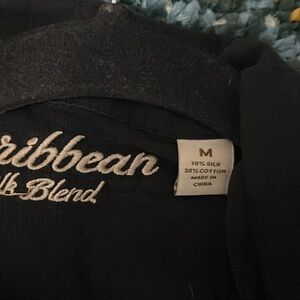 ribbean
lk Blend
M
70% SILK
30% COTTON
MADE IN
CHINA